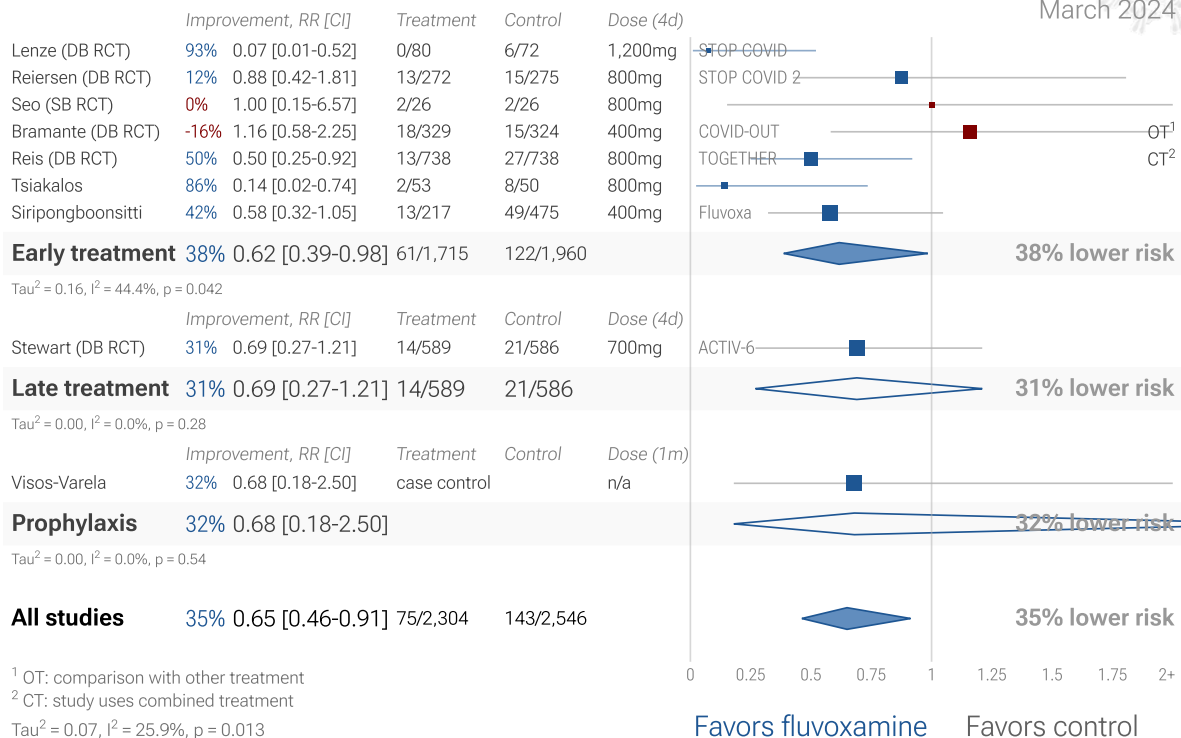 March 2024
Improvement, RR [CI] Treatment Control Dose (4d)
Lenze (DB RCT) 93% 0.07 [0.01-0.52] 0/80 6/72 1,200mg STOP COVID
Reiersen (DB RCT) 12% 0.88 [0.42-1.81] 13/272 15/275 800mg STOP COVID 2
Seo (SB RCT) 0% 1.00 [0.15-6.57] 2/26 2/26 800mg
Bramante (DB RCT) -16% 1.16 [0.58-2.25] 18/329 15/324 400mg COVID-OUT OT¹
Reis (DB RCT) 50% 0.50 [0.25-0.92] 13/738 27/738 800mg TOGETHER CT²
Tsiakalos 86% 0.14 [0.02-0.74] 2/53 8/50 800mg
Siripongboonsitti 42% 0.58 [0.32-1.05] 13/217 49/475 400mg Fluvoxa
Early treatment 38% 0.62 [0.39-0.98] 61/1,715 122/1,960 38% lower risk
Tau² = 0.16, I² = 44.4%, p = 0.042
Improvement, RR [CI] Treatment Control Dose (4d)
Stewart (DB RCT) 31% 0.69 [0.27-1.21] 14/589 21/586 700mg ACTIV-6
Late treatment 31% 0.69 [0.27-1.21] 14/589 21/586 31% lower risk
Tau² = 0.00, I² = 0.0%, p = 0.28
Improvement, RR [CI] Treatment Control Dose (1m)
Visos-Varela 32% 0.68 [0.18-2.50] case control n/a
Prophylaxis 32% 0.68 [0.18-2.50] 32% lower risk
Tau² = 0.00, I² = 0.0%, p = 0.54
All studies 35% 0.65 [0.46-0.91] 75/2,304 143/2,546 35% lower risk
0 0.25 0.5 0.75 1 1.25 1.5 1.75 2+
¹ OT: comparison with other treatment
² CT: study uses combined treatment
Tau² = 0.07, I² = 25.9%, p = 0.013
Favors fluvoxamine Favors control